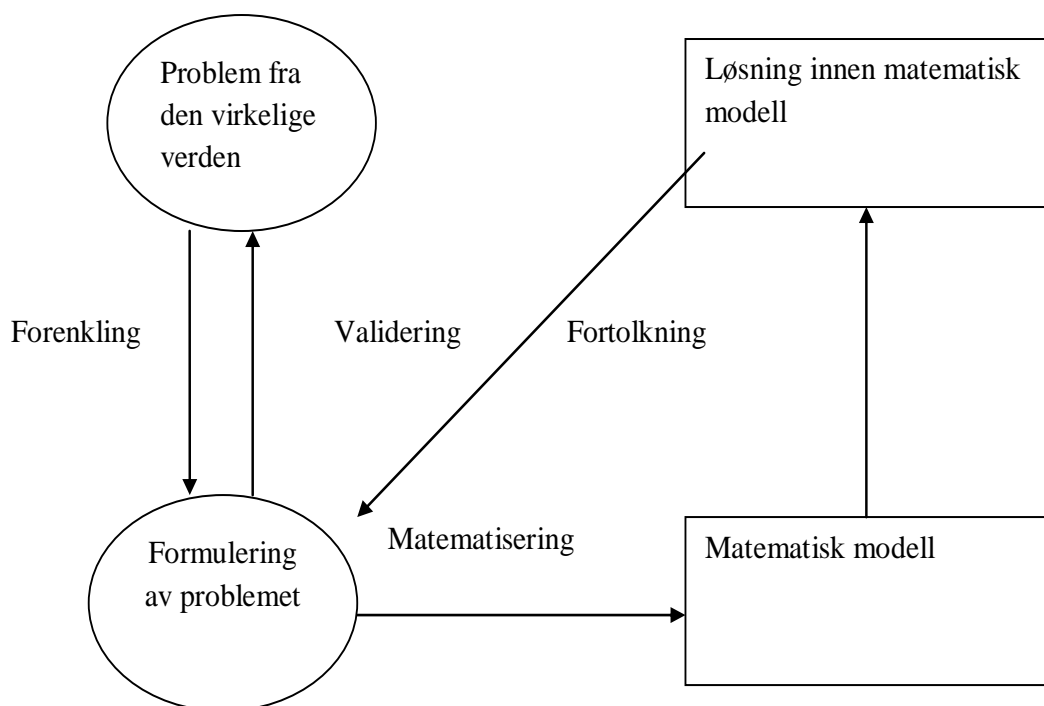 Problem fra
den virkelige
verden
Løsning innen matematisk
modell
Forenkling
Validering
Fortolkning
Matematisering
Formulering
av problemet
Matematisk modell